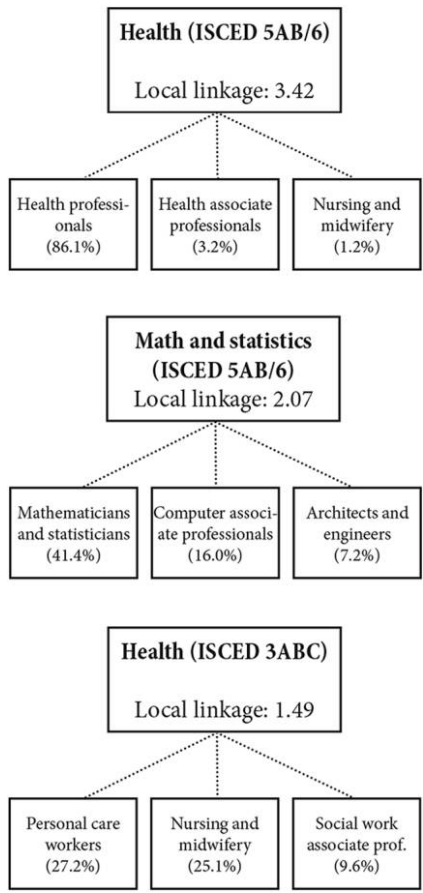 Health (ISCED 5AB/6)
Local linkage: 3.42
Health professi-
onals
(86.1%)
Health associate
professionals
(3.2%)
Nursing and
midwifery
(1.2%)
Math and statistics
(ISCED 5AB/6)
Local linkage: 2.07
Mathematicians
and statisticians
(41.4%)
Computer associ-
ate professionals
(16.0%)
Architects and
engineers
(7.2%)
Health (ISCED 3ABC)
Local linkage: 1.49
Personal care
workers
(27.2%)
Nursing and
midwifery
(25.1%)
Social work
associate prof.
(9.6%)